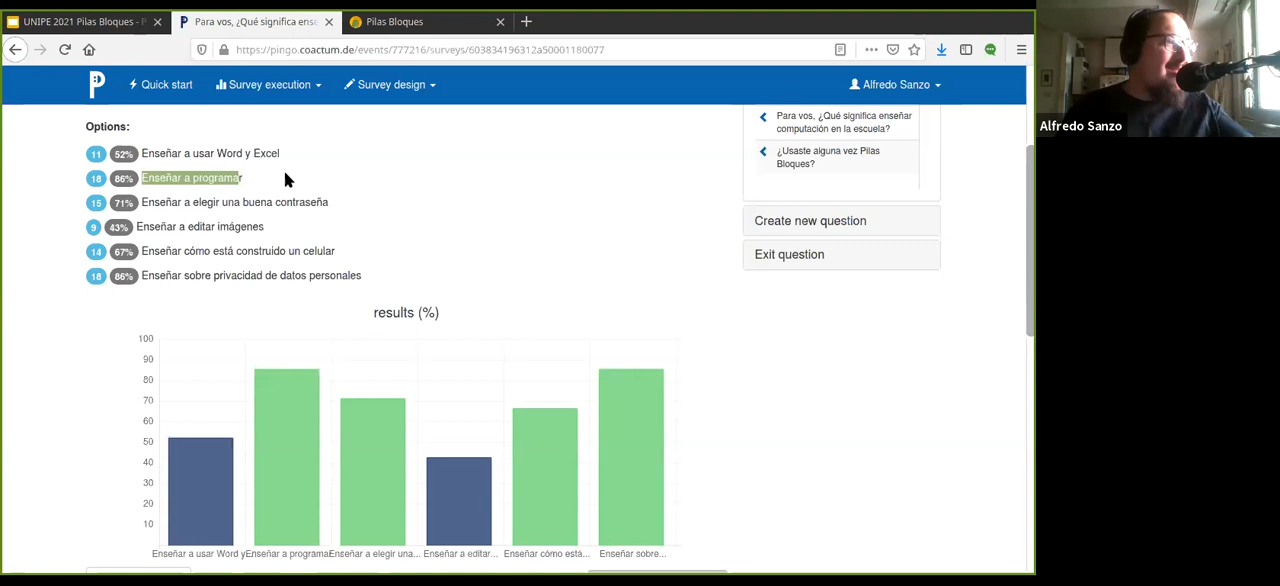 UNIPE 2021 Pilas Bloques - P
Para vos, ¿Qué significa ense
Pilas Bloques
https://pingo.coactum.de/events/777216/surveys/603834196312a50001180077
Quick start
Survey execution
Survey design
Alfredo Sanzo
Alfredo Sanzo
Options:
11 52% Enseñar a usar Word y Excel
18 86% Enseñar a programar
15 71% Enseñar a elegir una buena contraseña
9 43% Enseñar a editar imágenes
14 67% Enseñar cómo está construido un celular
18 86% Enseñar sobre privacidad de datos personales
Para vos, ¿Qué significa enseñar
computación en la escuela?
¿Usaste alguna vez Pilas
Bloques?
Create new question
Exit question
results (%)
100
90
80
70
60
50
40
30
20
10
Enseñar a usar Word y
Enseñar a programar
Enseñar a elegir una...
Enseñar a editar...
Enseñar cómo está...
Enseñar sobre...